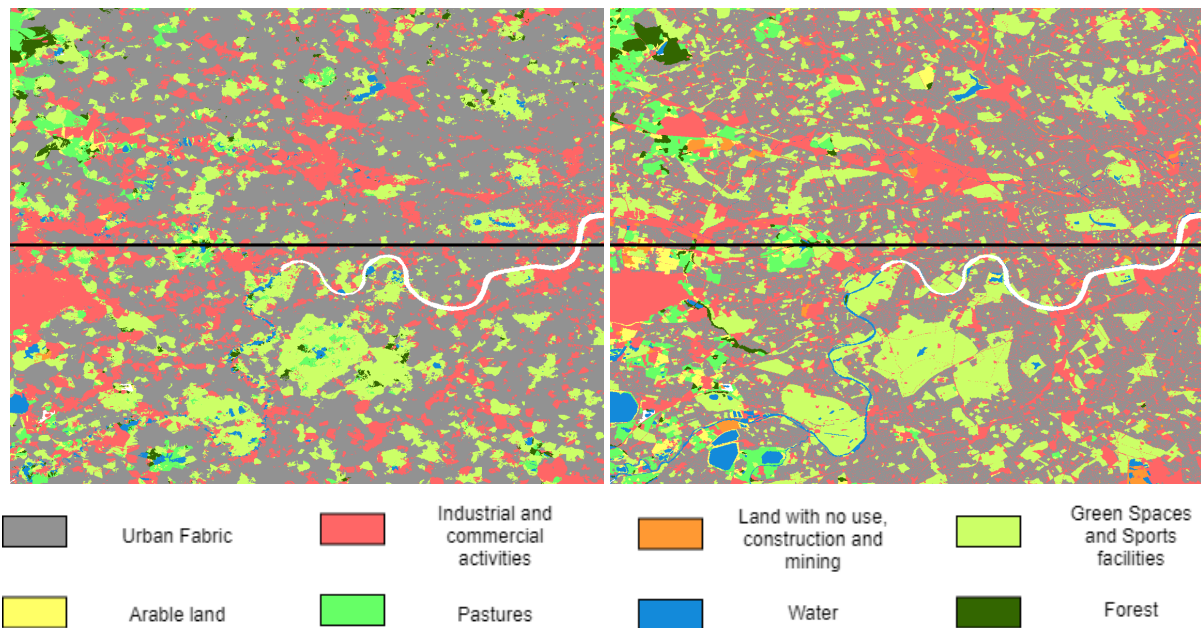 Urban Fabric
Industrial and
commercial
activities
Land with no use,
construction and
mining
Green Spaces
and Sports
facilities
Arable land
Pastures
Water
Forest